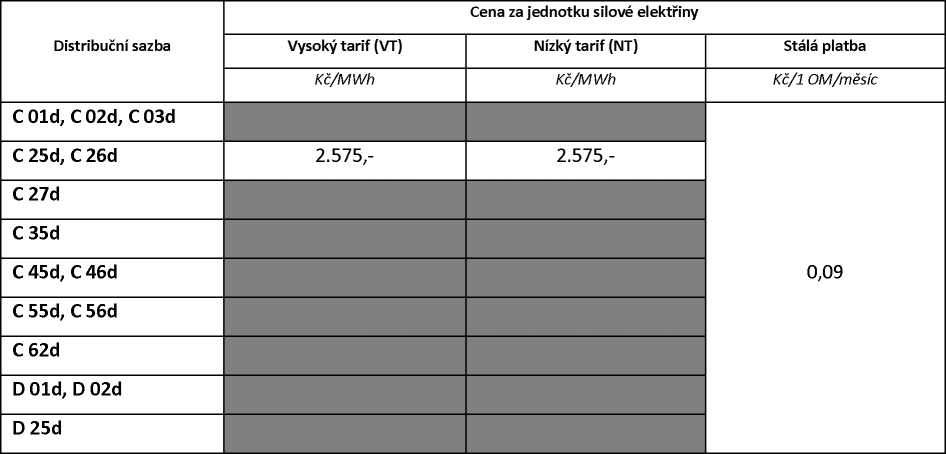 Cena za jednotku silové elektřiny
Distribuční sazba
Vysoký tarif (VT)
Nízký tarif (NT)
Stálá platba
Kč/MWh
Kč/MWh
Kč/1 OM/měsíc
C 01d, C 02d, C 03d
C 25d, C 26d
2.575,-
2.575,-
C 27d
C 35d
C 45d, C 46d
0,09
C 55d, C 56d
C 62d
D 01d, D 02d
D 25d